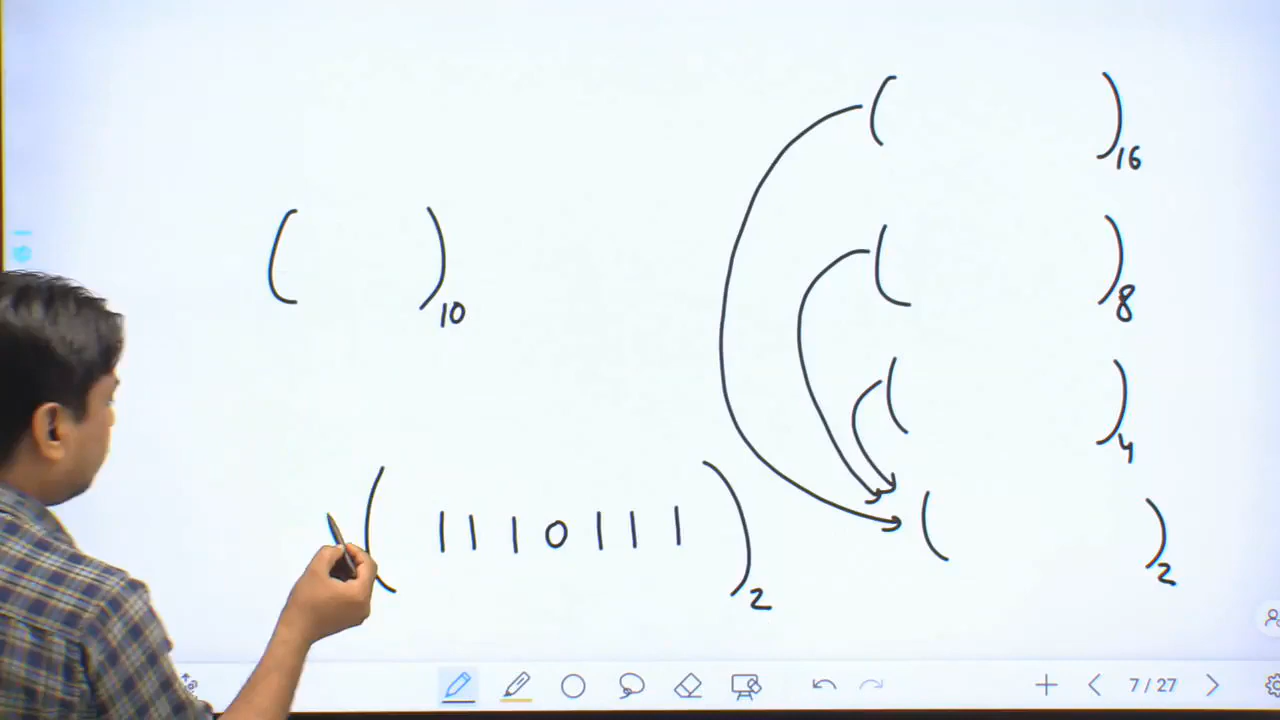 ( )16
( )10
( )8
( )4
( 1110111 )2
( )2
7 / 27